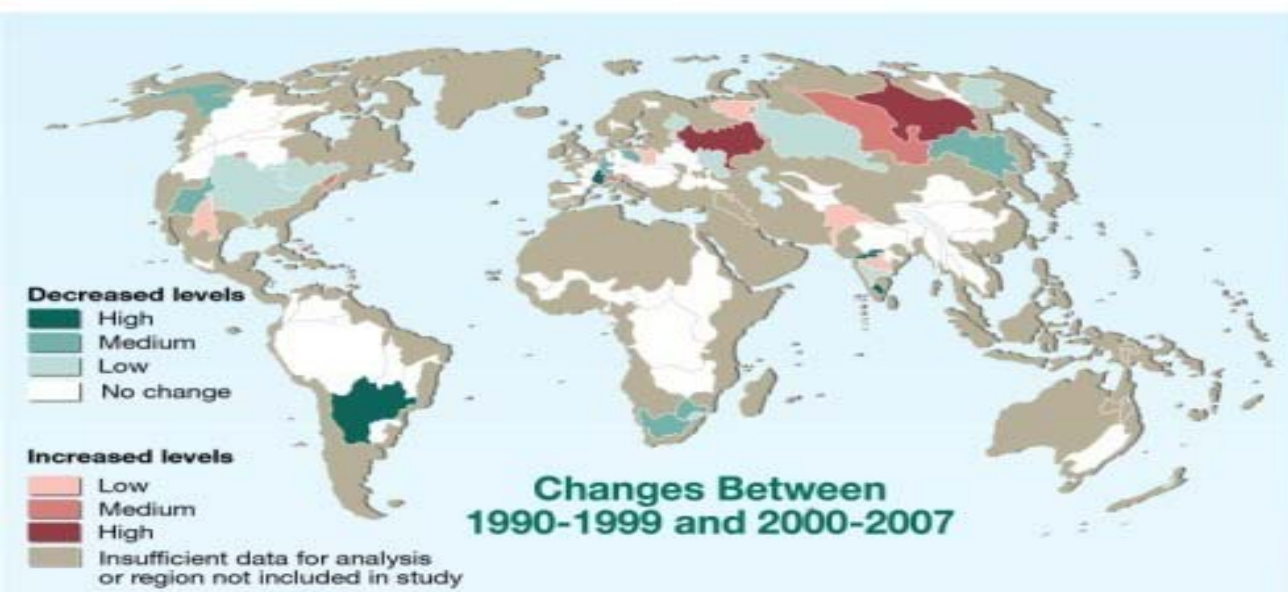 Decreased levels
High
Medium
Low
No change
Increased levels
Low
Medium
High
Insufficient data for analysis
or region not included in study
Changes Between
1990-1999 and 2000-2007